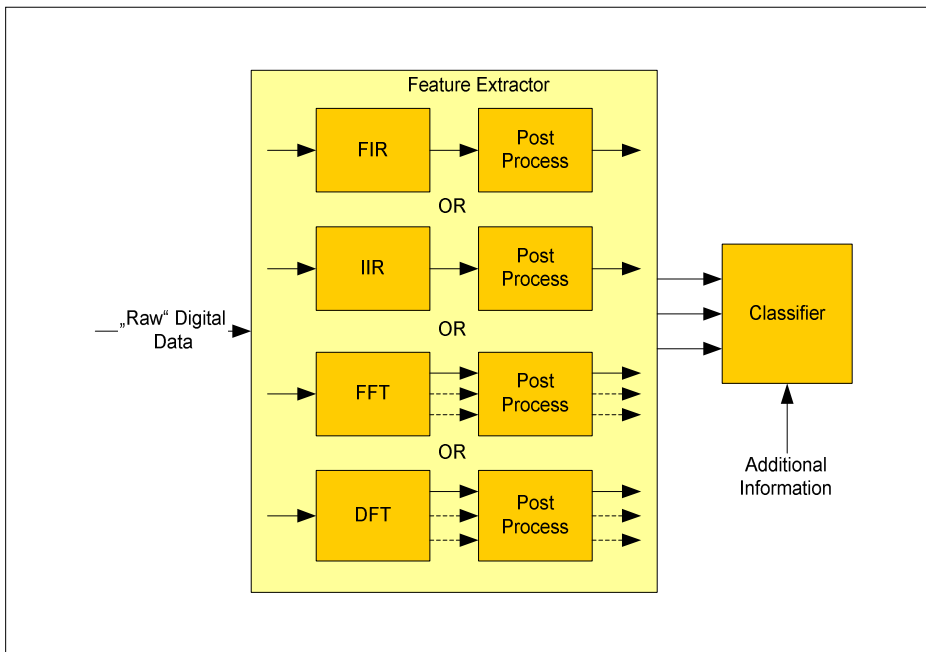 Feature Extractor
FIR
Post
Process
OR
IIR
Post
Process
„Raw“ Digital
Data
OR
FFT
Post
Process
OR
DFT
Post
Process
Classifier
Additional
Information